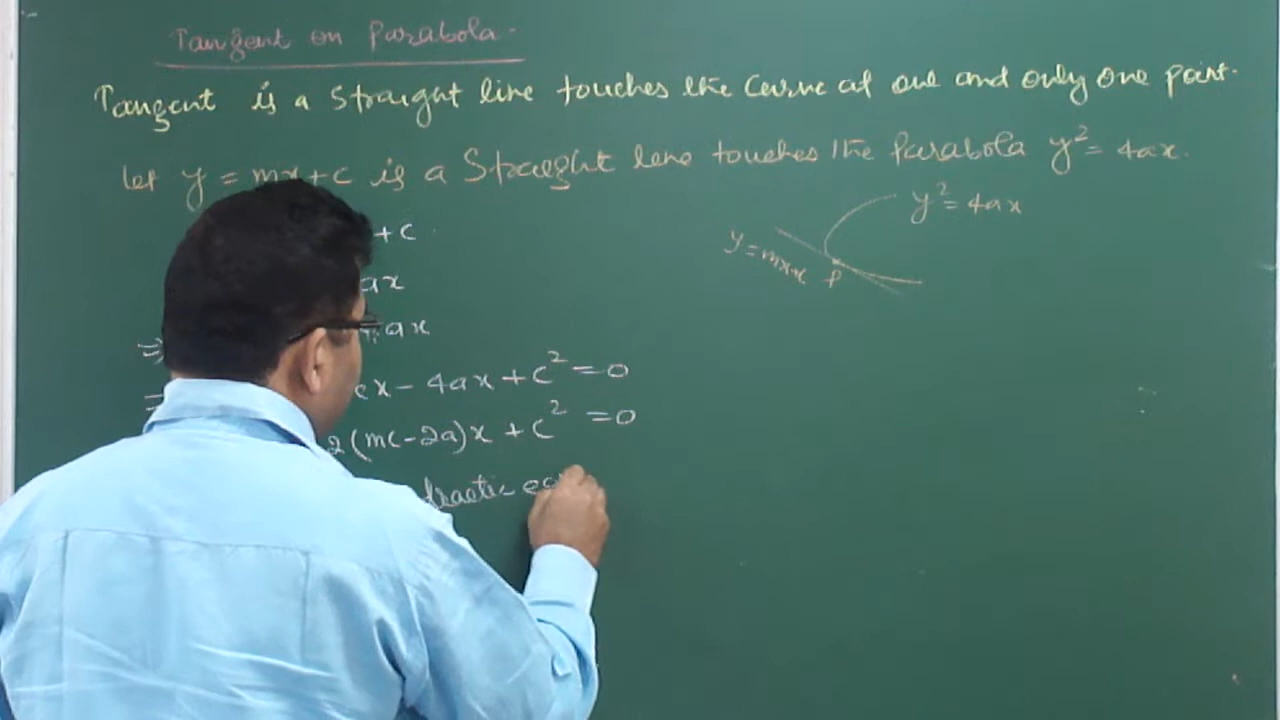 Tangent on Parabola.
Tangent is a straight line touches the curve at one and only one point.
let y = mx + c is a Straight line touches the Parabola y² = 4ax.
y² = 4ax
y = mx+c
P
+ c
ax
⇒ 4ax
cx - 4ax + c² = 0
2(mc-2a)x + c² = 0